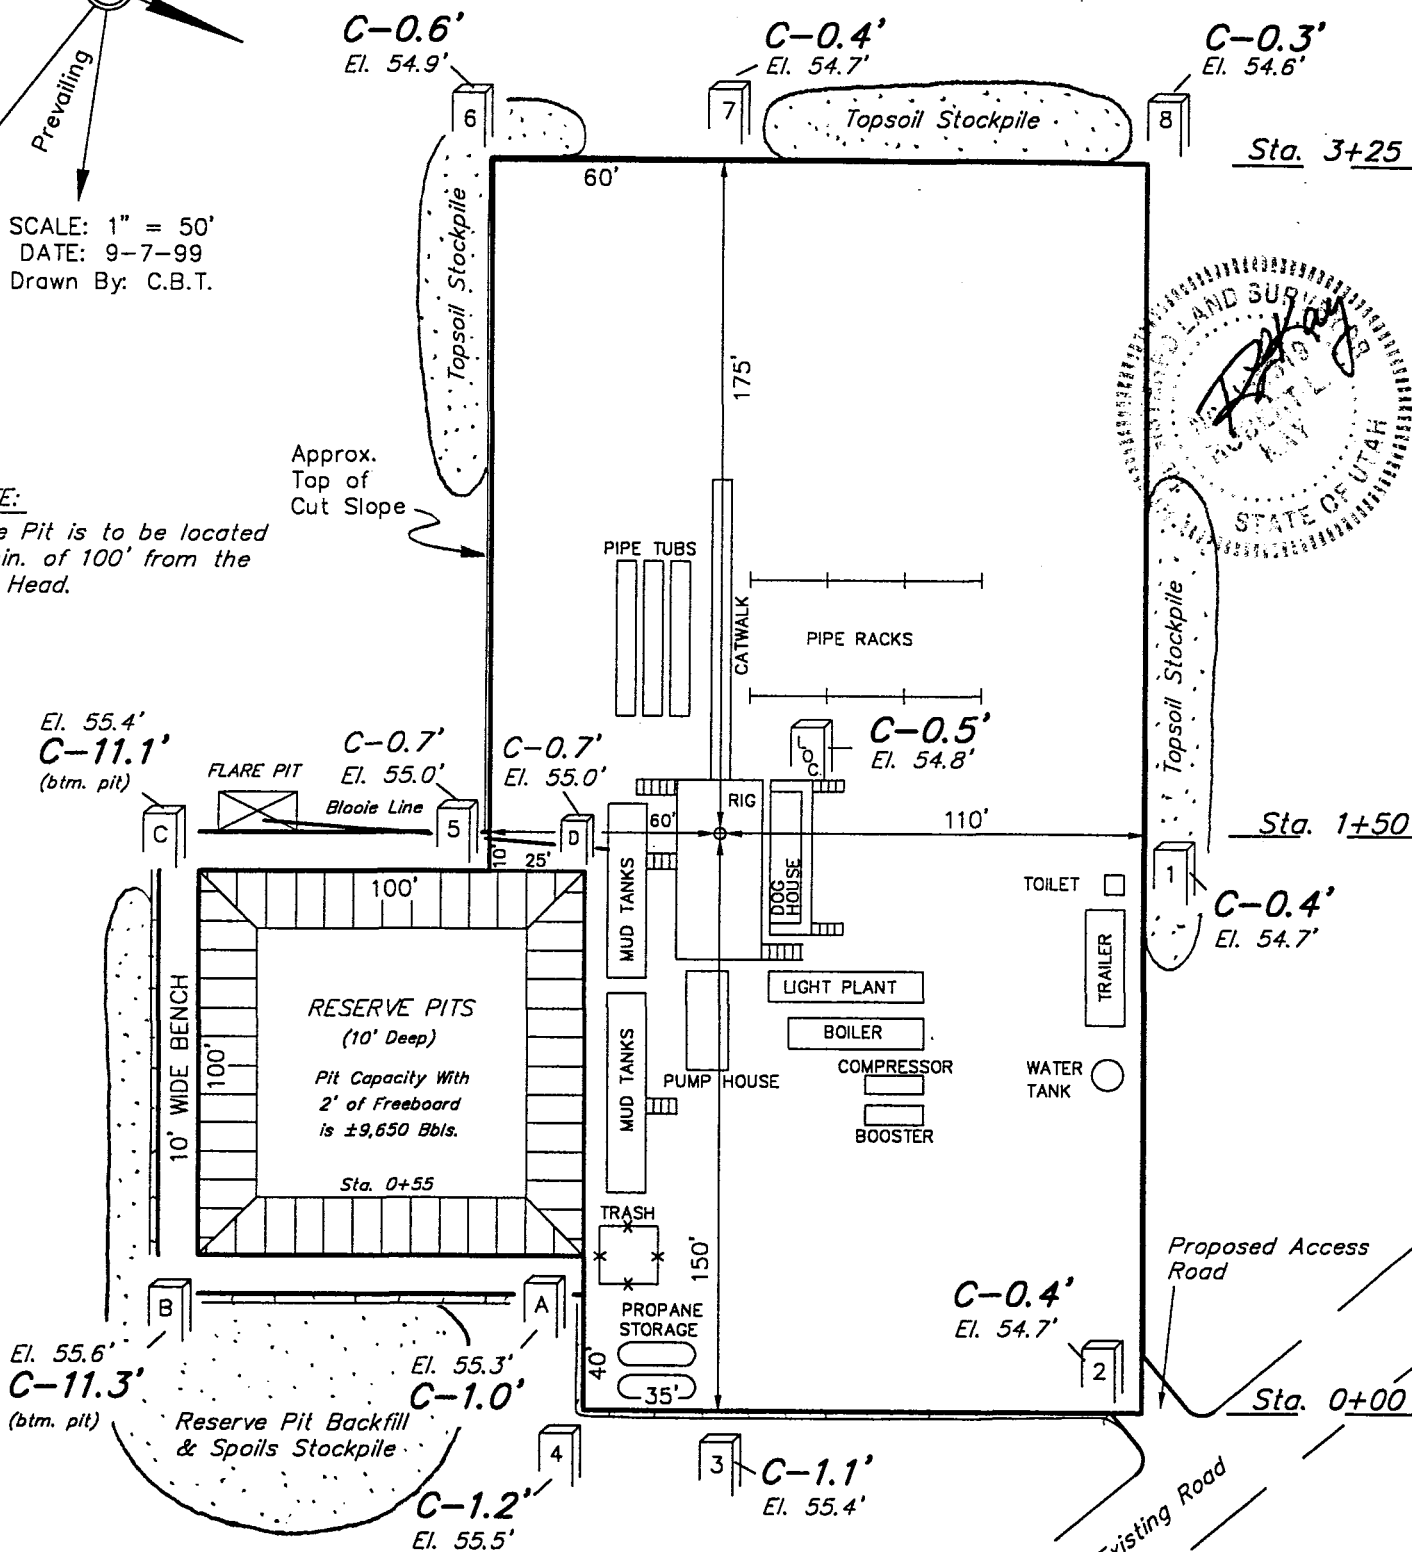 C-0.6'
El. 54.9'
C-0.4'
El. 54.7'
C-0.3'
El. 54.6'
6
7
8
Topsoil Stockpile
Sta. 3+25
Prevailing
60'
SCALE: 1" = 50'
DATE: 9-7-99
Drawn By: C.B.T.
Topsoil Stockpile
175'
LAND
STATE OF UTAH
Approx.
Top of
Cut Slope
E:
e Pit is to be located
in. of 100' from the
Head.
PIPE TUBS
CATWALK
PIPE RACKS
Topsoil Stockpile
El. 55.4'
C-11.1'
(btm. pit)
FLARE PIT
Blooie Line
C-0.7'
El. 55.0'
C-0.7'
El. 55.0'
LOC.
C-0.5'
El. 54.8'
RIG
C
5
D
60'
110'
Sta. 1+50
10'
25'
100'
MUD TANKS
DOG HOUSE
TOILET
1
C-0.4'
El. 54.7'
TRAILER
10' WIDE BENCH
100'
RESERVE PITS
(10' Deep)
Pit Capacity With
2' of Freeboard
is ±9,650 Bbls.
Sta. 0+55
MUD TANKS
LIGHT PLANT
BOILER
COMPRESSOR
PUMP HOUSE
BOOSTER
WATER
TANK
TRASH
150'
Proposed Access
Road
B
A
PROPANE
STORAGE
C-0.4'
El. 54.7'
2
El. 55.6'
C-11.3'
(btm. pit)
El. 55.3'
C-1.0'
40'
35'
Sta. 0+00
Reserve Pit Backfill
& Spoils Stockpile
4
3
C-1.1'
El. 55.4'
C-1.2'
El. 55.5'
Existing Road